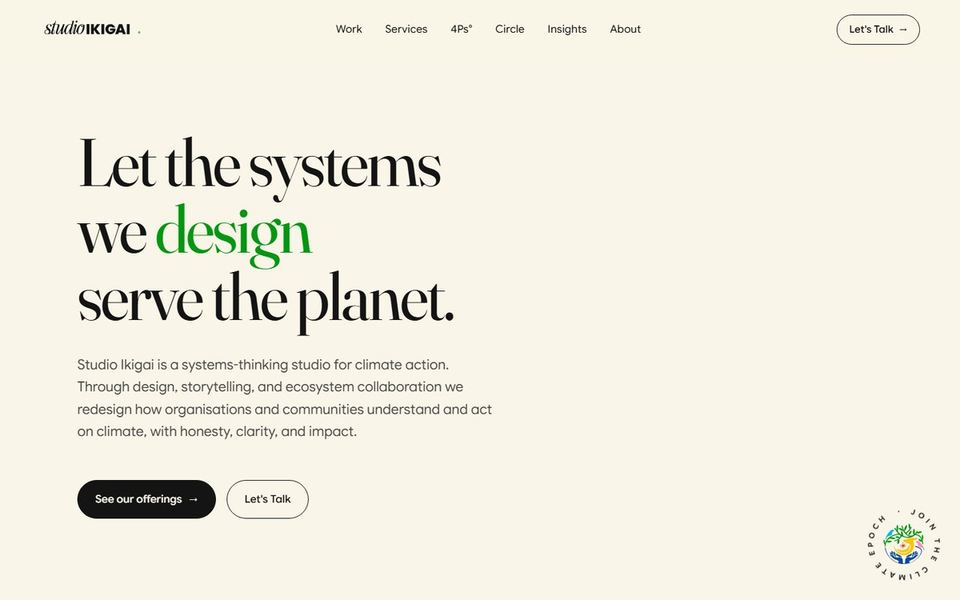 studioIKIGAI
Work Services 4Ps° Circle Insights About
Let's Talk →
Let the systems
we design
serve the planet.
Studio Ikigai is a systems-thinking studio for climate action.
Through design, storytelling, and ecosystem collaboration we
redesign how organisations and communities understand and act
on climate, with honesty, clarity, and impact.
See our offerings →
Let's Talk
· JOIN THE CLIMATE EPOCH